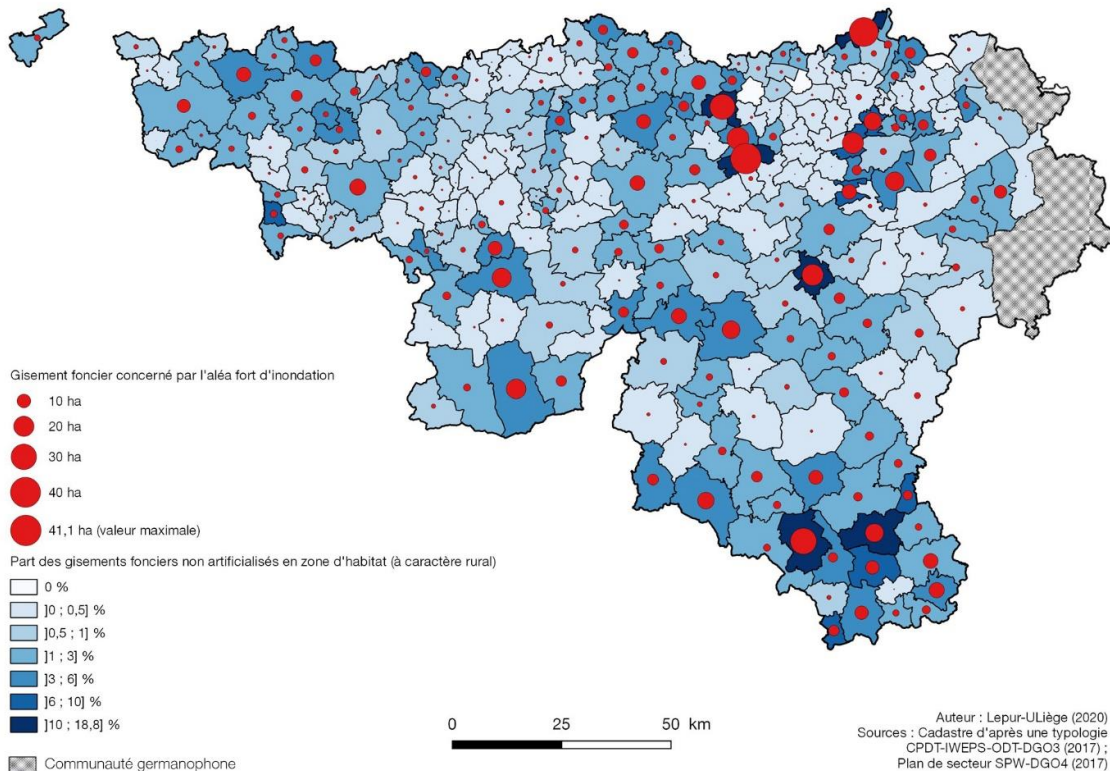 Gisement foncier concerné par l'aléa fort d'inondation
10 ha
20 ha
30 ha
40 ha
41,1 ha (valeur maximale)
Part des gisements fonciers non artificialisés en zone d'habitat (à caractère rural)
0 %
]0 ; 0,5] %
]0,5 ; 1] %
]1 ; 3] %
]3 ; 6] %
]6 ; 10] %
]10 ; 18,8] %
Communauté germanophone
0 25 50 km
Auteur : Lepur-ULiège (2020)
Sources : Cadastre d'après une typologie
CPDT-IWEPS-ODT-DGO3 (2017) ;
Plan de secteur SPW-DGO4 (2017)